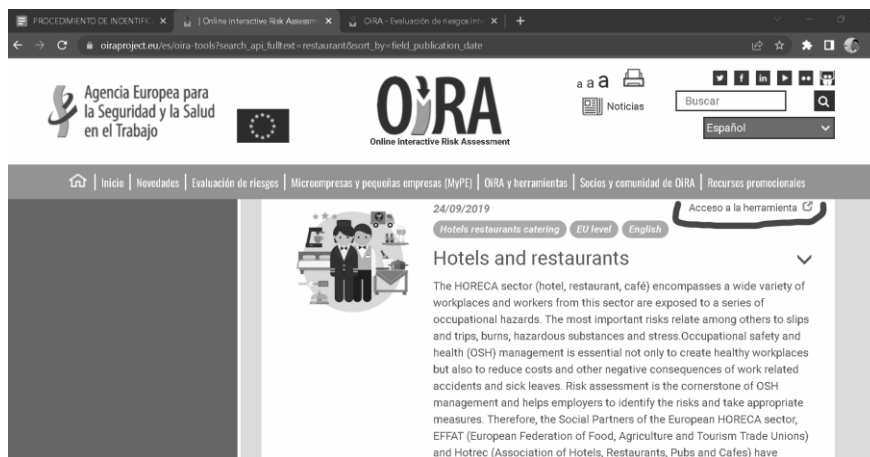 PROCEDIMIENTO DE INDENTIFIC
| Online interactive Risk Assessm
OiRA - Evaluación de riesgos int
oiraproject.eu/es/oira-tools?search_api_fulltext=restaurant&sort_by=field_publication_date
Agencia Europea para
la Seguridad y la Salud
en el Trabajo
OiRA
Online interactive Risk Assessment
a a a
Noticias
Buscar
Español
Inicio | Novedades | Evaluación de riesgos | Microempresas y pequeñas empresas (MyPE) | OiRA y herramientas | Socios y comunidad de OiRA | Recursos promocionales
24/09/2019
Acceso a la herramienta
Hotels restaurants catering EU level English
Hotels and restaurants
The HORECA sector (hotel, restaurant, café) encompasses a wide variety of
workplaces and workers from this sector are exposed to a series of
occupational hazards. The most important risks relate among others to slips
and trips, burns, hazardous substances and stress.Occupational safety and
health (OSH) management is essential not only to create healthy workplaces
but also to reduce costs and other negative consequences of work related
accidents and sick leaves. Risk assessment is the cornerstone of OSH
management and helps employers to identify the risks and take appropriate
measures. Therefore, the Social Partners of the European HORECA sector,
EFFAT (European Federation of Food, Agriculture and Tourism Trade Unions)
and Hotrec (Association of Hotels, Restaurants, Pubs and Cafes) have